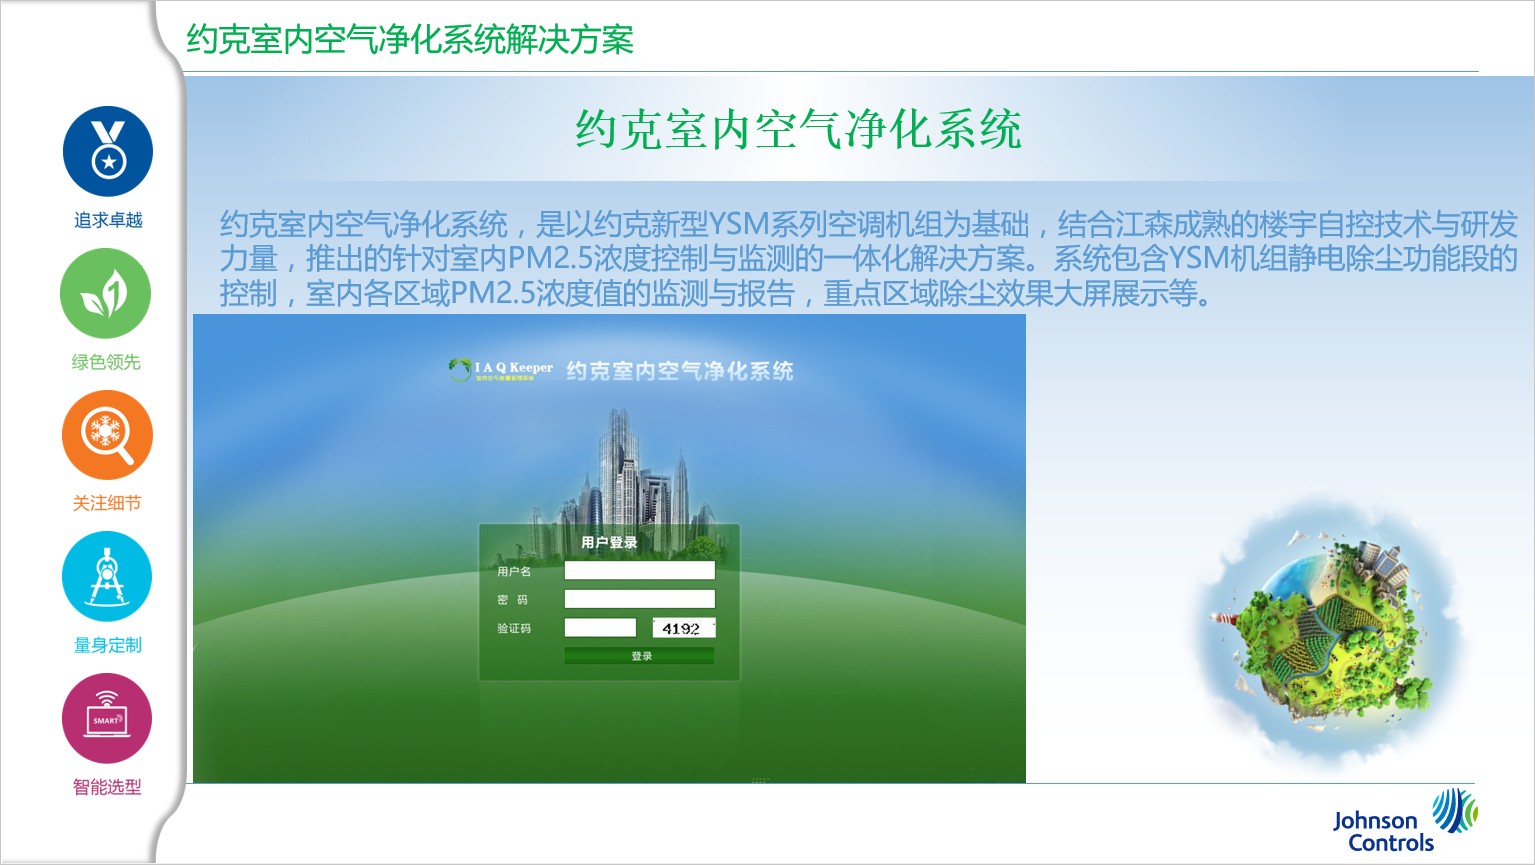 约克室内空气净化系统解决方案
约克室内空气净化系统
约克室内空气净化系统，是以约克新型YSM系列空调机组为基础，结合江森成熟的楼宇自控技术与研发
力量，推出的针对室内PM2.5浓度控制与监测的一体化解决方案。系统包含YSM机组静电除尘功能段的
控制，室内各区域PM2.5浓度值的监测与报告，重点区域除尘效果大屏展示等。
追求卓越
1
绿色领先
关注细节
量身定制
SMART
智能选型
I A Q Keeper
约克室内空气净化系统
用户登录
用户名
密 码
验证码
4192
登录
Johnson
Controls